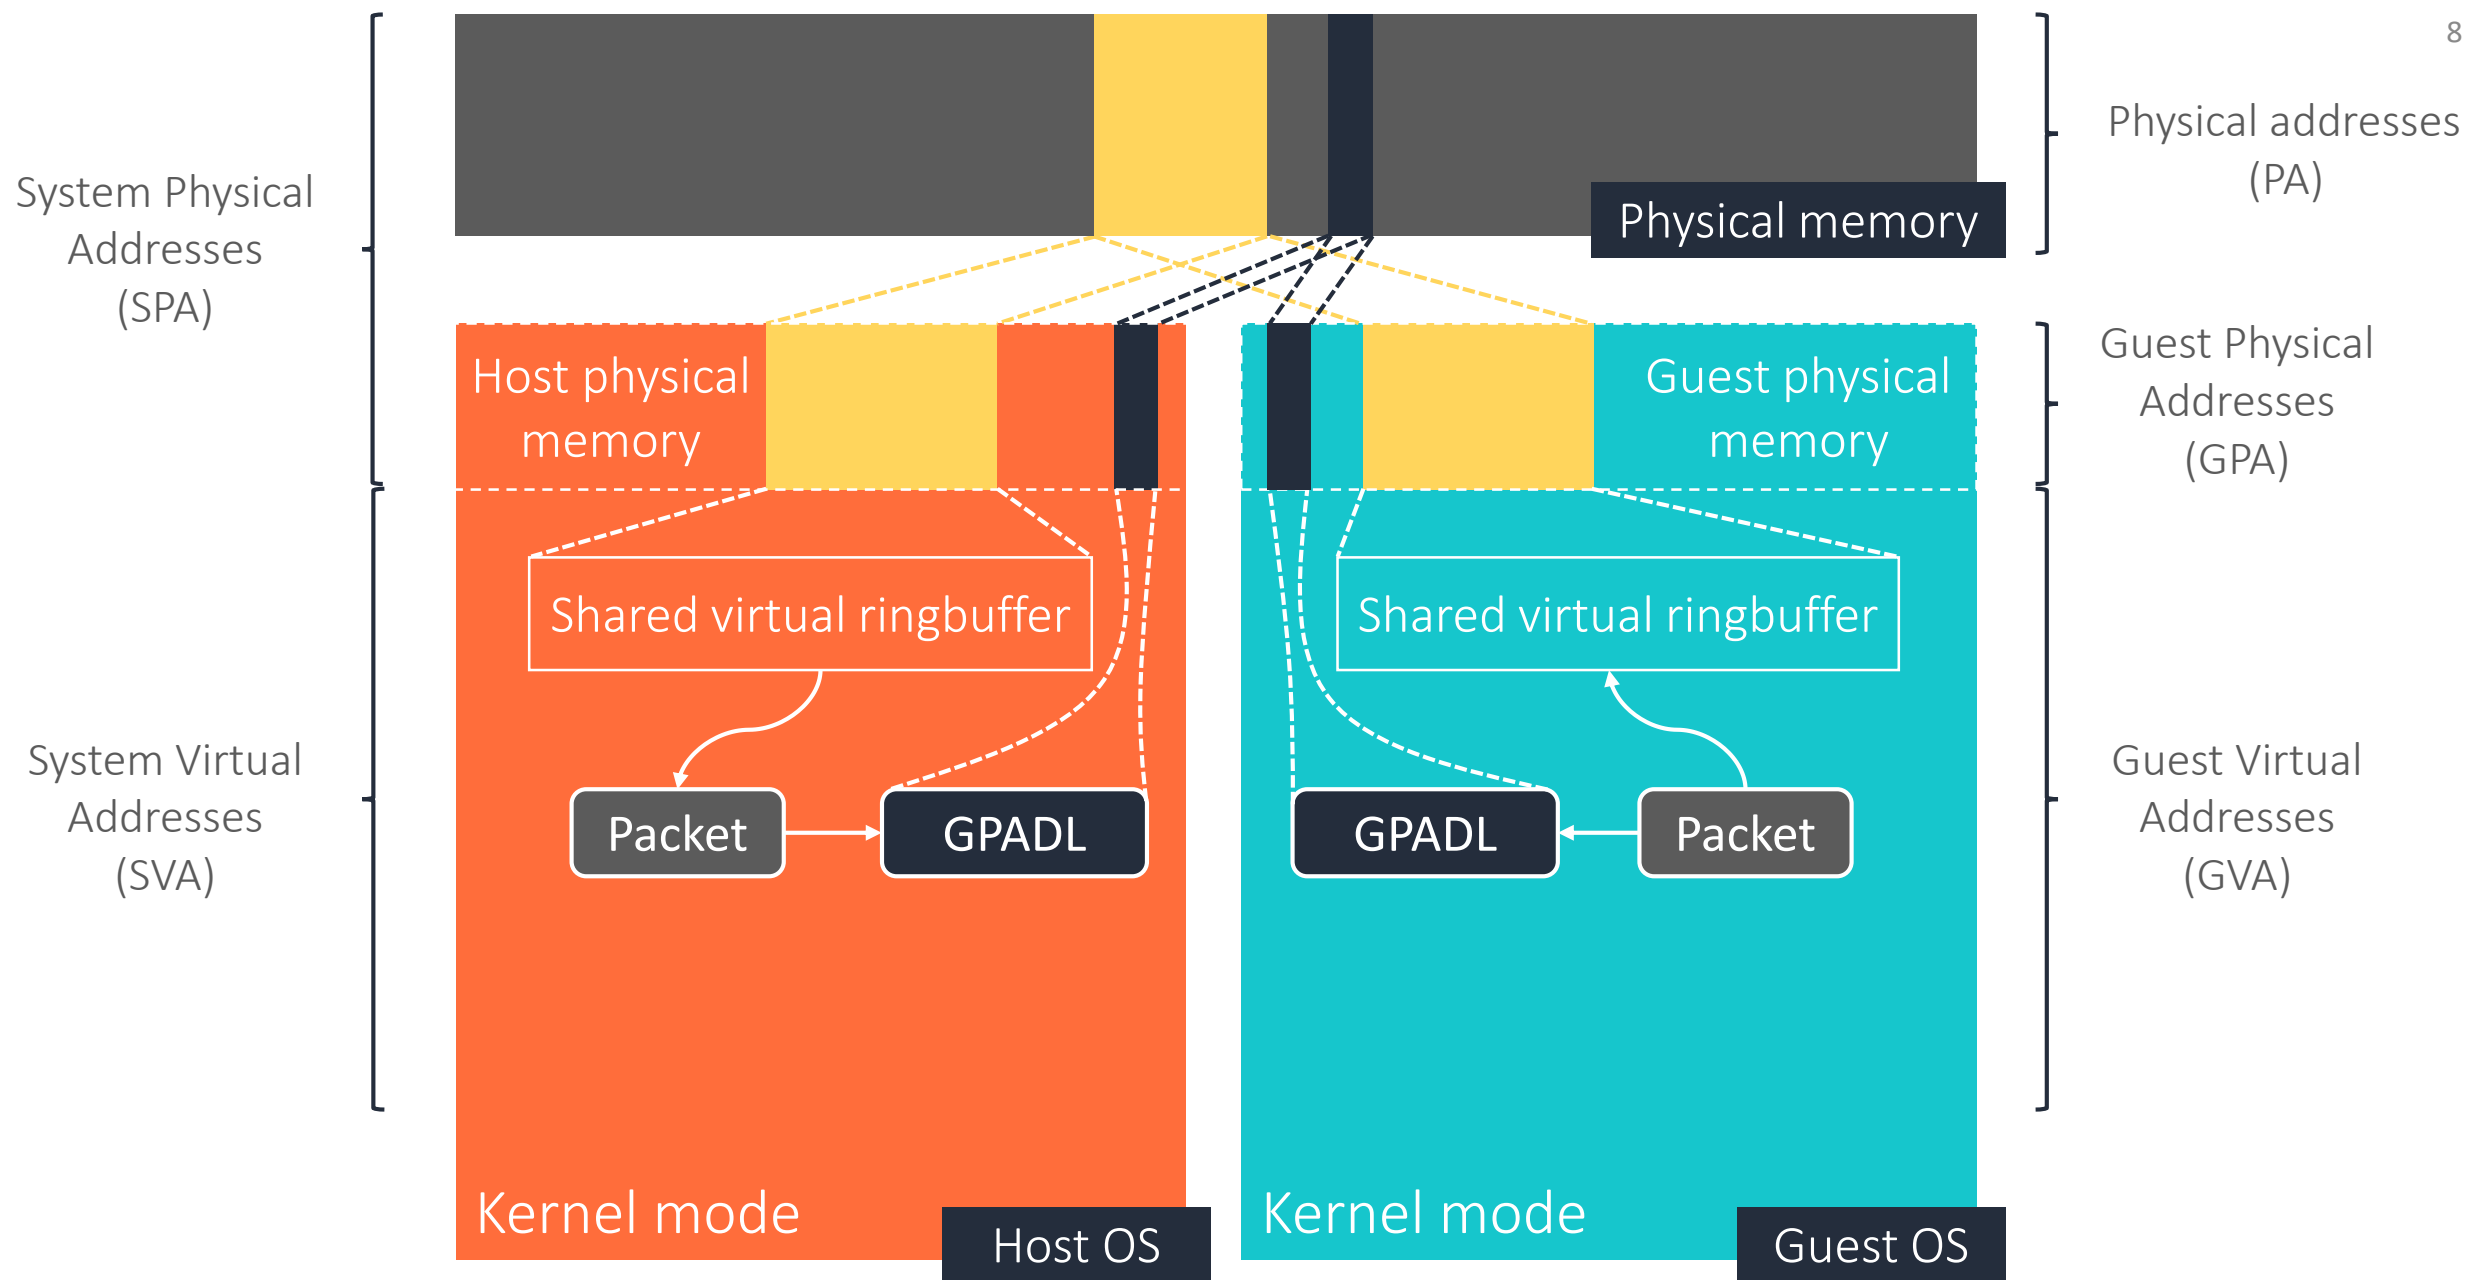 8
Physical addresses
(PA)
Physical memory
System Physical
Addresses
(SPA)
Host physical
memory
Guest physical
memory
Guest Physical
Addresses
(GPA)
Shared virtual ringbuffer
Shared virtual ringbuffer
System Virtual
Addresses
(SVA)
Packet
GPADL
GPADL
Packet
Guest Virtual
Addresses
(GVA)
Kernel mode
Host OS
Kernel mode
Guest OS